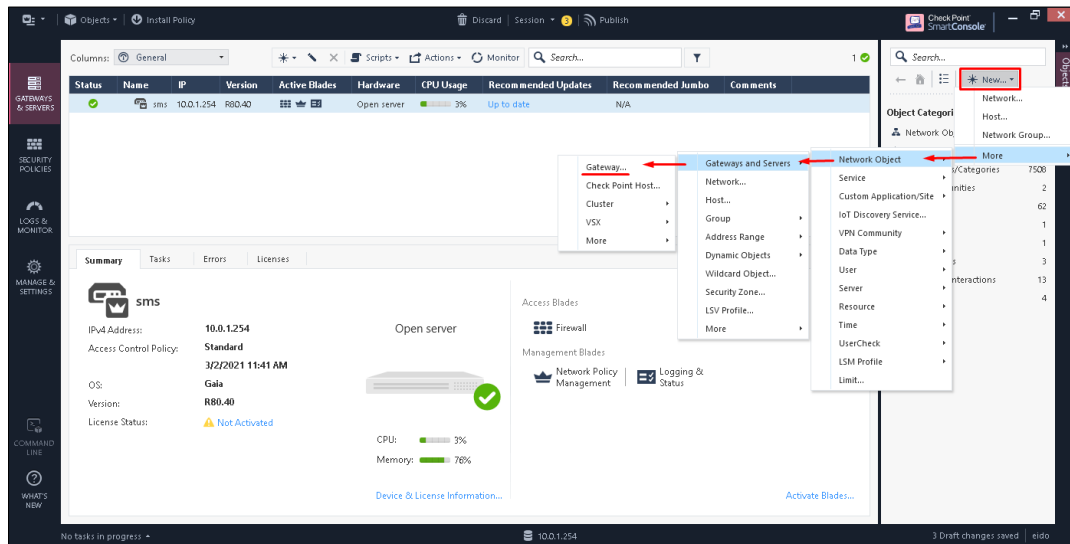 Objects
Install Policy
Discard
Session
3
Publish
Check Point
SmartConsole
GATEWAYS
& SERVERS
SECURITY
POLICIES
LOGS &
MONITOR
MANAGE &
SETTINGS
COMMAND
LINE
WHAT'S
NEW
Columns: General
Scripts
Actions
Monitor
Search...
1
Status Name IP Version Active Blades Hardware CPU Usage Recommended Updates Recommended Jumbo Comments
sms 10.0.1.254 R80.40 Open server 3% Up to date N/A
Search...
New...
Objects
Object Categori
Network Ob
s/Categories 7508
nities 2
62
1
1
s 3
nteractions 13
4
Network...
Host...
Network Group...
More
Network Object
Service
Custom Application/Site
IoT Discovery Service...
VPN Community
Data Type
User
Server
Resource
Time
UserCheck
LSM Profile
Limit...
Gateways and Servers
Network...
Host...
Group
Address Range
Dynamic Objects
Wildcard Object...
Security Zone...
LSV Profile...
More
Gateway...
Check Point Host...
Cluster
VSX
More
Summary Tasks Errors Licenses
sms
IPv4 Address: 10.0.1.254
Access Control Policy: Standard
3/2/2021 11:41 AM
OS: Gaia
Version: R80.40
License Status: Not Activated
Open server
CPU: 3%
Memory: 76%
Device & License Information...
Access Blades
Firewall
Management Blades
Network Policy
Management
Logging &
Status
Activate Blades...
No tasks in progress
10.0.1.254
3 Draft changes saved
eido